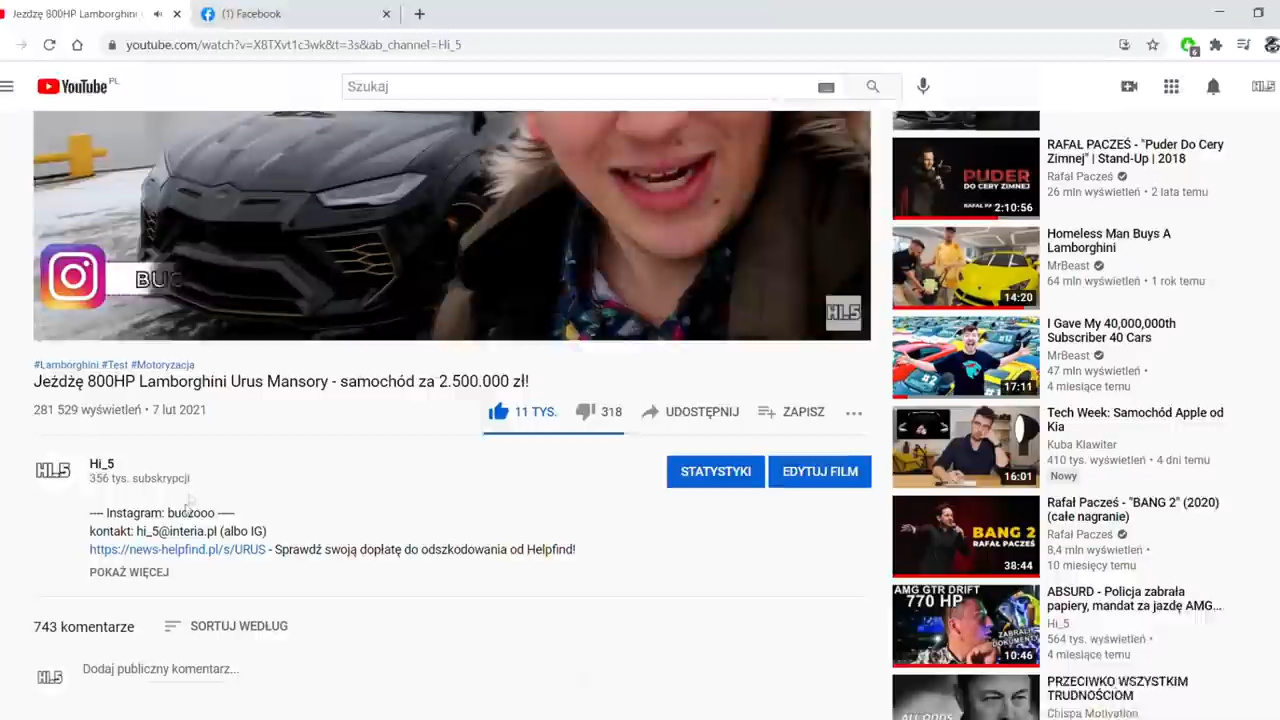 Jeżdżę 800HP Lamborghini
(1) Facebook
youtube.com/watch?v=X8TXvt1c3wk&t=3s&ab_channel=Hi_5
6
YouTube PL
Szukaj
HI_5
HI_5
#Lamborghini #Test #Motoryzacja
Jeżdżę 800HP Lamborghini Urus Mansory - samochód za 2.500.000 zł!
281 529 wyświetleń • 7 lut 2021
11 TYS.
318
UDOSTĘPNIJ
ZAPISZ
HI_5
Hi_5
356 tys. subskrypcji
STATYSTYKI
EDYTUJ FILM
---- Instagram: budzooo ----
kontakt: hi_5@interia.pl (albo IG)
https://news-helpfind.pl/s/URUS - Sprawdź swoją dopłatę do odszkodowania od Helpfind!
POKAŻ WIĘCEJ
743 komentarze
SORTUJ WEDŁUG
HI_5
Dodaj publiczny komentarz...
PUDER
DO CERY ZIMNEJ
2:10:56
RAFAŁ PACZEŚ - "Puder Do Cery
Zimnej" | Stand-Up | 2018
Rafał Pacześ
26 mln wyświetleń • 2 lata temu
14:20
Homeless Man Buys A
Lamborghini
MrBeast
64 mln wyświetleń • 1 rok temu
17:11
I Gave My 40,000,000th
Subscriber 40 Cars
MrBeast
47 mln wyświetleń •
4 miesiące temu
16:01
Tech Week: Samochód Apple od
Kia
Kuba Klawiter
410 tys. wyświetleń • 4 dni temu
Nowy
BANG 2
RAFAŁ PACZEŚ
38:44
Rafał Pacześ - "BANG 2" (2020)
(całe nagranie)
Rafał Pacześ
8,4 mln wyświetleń •
10 miesięcy temu
AMG GTR DRIFT
770 HP
ZABRALI
DOKUMENTY
10:46
ABSURD - Policja zabrała
papiery, mandat za jazdę AMG...
Hi_5
564 tys. wyświetleń •
4 miesiące temu
PRZECIWKO WSZYSTKIM
TRUDNOŚCIOM
Chispa Motivation